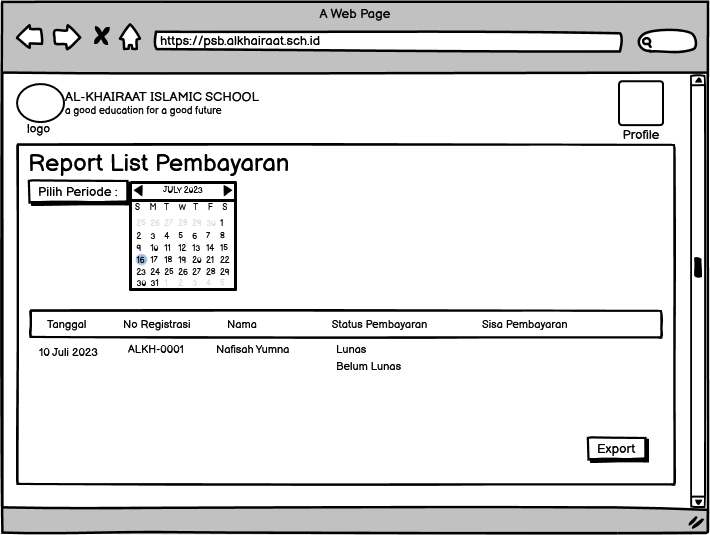 A Web Page
https://psb.alkhairaat.sch.id
AL-KHAIRAAT ISLAMIC SCHOOL
a good education for a good future
logo
Profile
Report List Pembayaran
Pilih Periode :
JULY 2023
S M T W T F S
25 26 27 28 29 30 1
2 3 4 5 6 7 8
9 10 11 12 13 14 15
16 17 18 19 20 21 22
23 24 25 26 27 28 29
30 31 1 2 3 4 5
Tanggal No Registrasi Nama Status Pembayaran Sisa Pembayaran
10 Juli 2023 ALKH-0001 Nafisah Yumna Lunas
Belum Lunas
Export